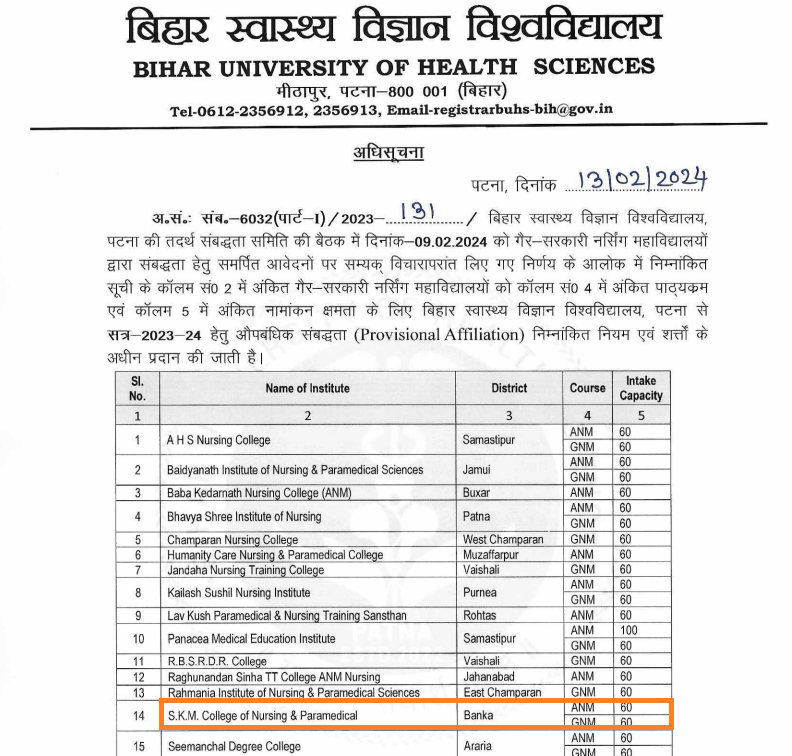 बिहार स्वास्थ्य विज्ञान विश्वविद्यालय
BIHAR UNIVERSITY OF HEALTH SCIENCES
मीठापुर, पटना–800 001 (बिहार)
Tel-0612-2356912, 2356913, Email-registrarbuhs-bih@gov.in
अधिसूचना
पटना, दिनांक 13/02/2024
अ॰सं॰: संब॰–6032(पार्ट–I)/2023–131/ बिहार स्वास्थ्य विज्ञान विश्वविद्यालय,
पटना की तदर्थ संबद्धता समिति की बैठक में दिनांक–09.02.2024 को गैर–सरकारी नर्सिंग महाविद्यालयों
द्वारा संबद्धता हेतु समर्पित आवेदनों पर सम्यक् विचारापरांत लिए गए निर्णय के आलोक में निम्नांकित
सूची के कॉलम सं0 2 में अंकित गैर–सरकारी नर्सिंग महाविद्यालयों को कॉलम सं0 4 में अंकित पाठ्यक्रम
एवं कॉलम 5 में अंकित नामांकन क्षमता के लिए बिहार स्वास्थ्य विज्ञान विश्वविद्यालय, पटना से
सत्र–2023–24 हेतु औपबंधिक संबद्धता (Provisional Affiliation) निम्नांकित नियम एवं शर्त्तों के
अधीन प्रदान की जाती है।
Sl. No. Name of Institute District Course Intake Capacity
1 2 3 4 5
1 A H S Nursing College Samastipur ANM 60
GNM 60
2 Baidyanath Institute of Nursing & Paramedical Sciences Jamui ANM 60
GNM 60
3 Baba Kedarnath Nursing College (ANM) Buxar ANM 60
4 Bhavya Shree Institute of Nursing Patna ANM 60
GNM 60
5 Champaran Nursing College West Champaran GNM 60
6 Humanity Care Nursing & Paramedical College Muzaffarpur ANM 60
7 Jandaha Nursing Training College Vaishali GNM 60
8 Kailash Sushil Nursing Institute Purnea ANM 60
GNM 60
9 Lav Kush Paramedical & Nursing Training Sansthan Rohtas ANM 60
10 Panacea Medical Education Institute Samastipur ANM 100
GNM 60
11 R.B.S.R.D.R. College Vaishali GNM 60
12 Raghunandan Sinha TT College ANM Nursing Jahanabad ANM 60
13 Rahmania Institute of Nursing & Paramedical Sciences East Champaran GNM 60
14 S.K.M. College of Nursing & Paramedical Banka ANM 60
GNM 60
15 Seemanchal Degree College Araria ANM 60
GNM 60